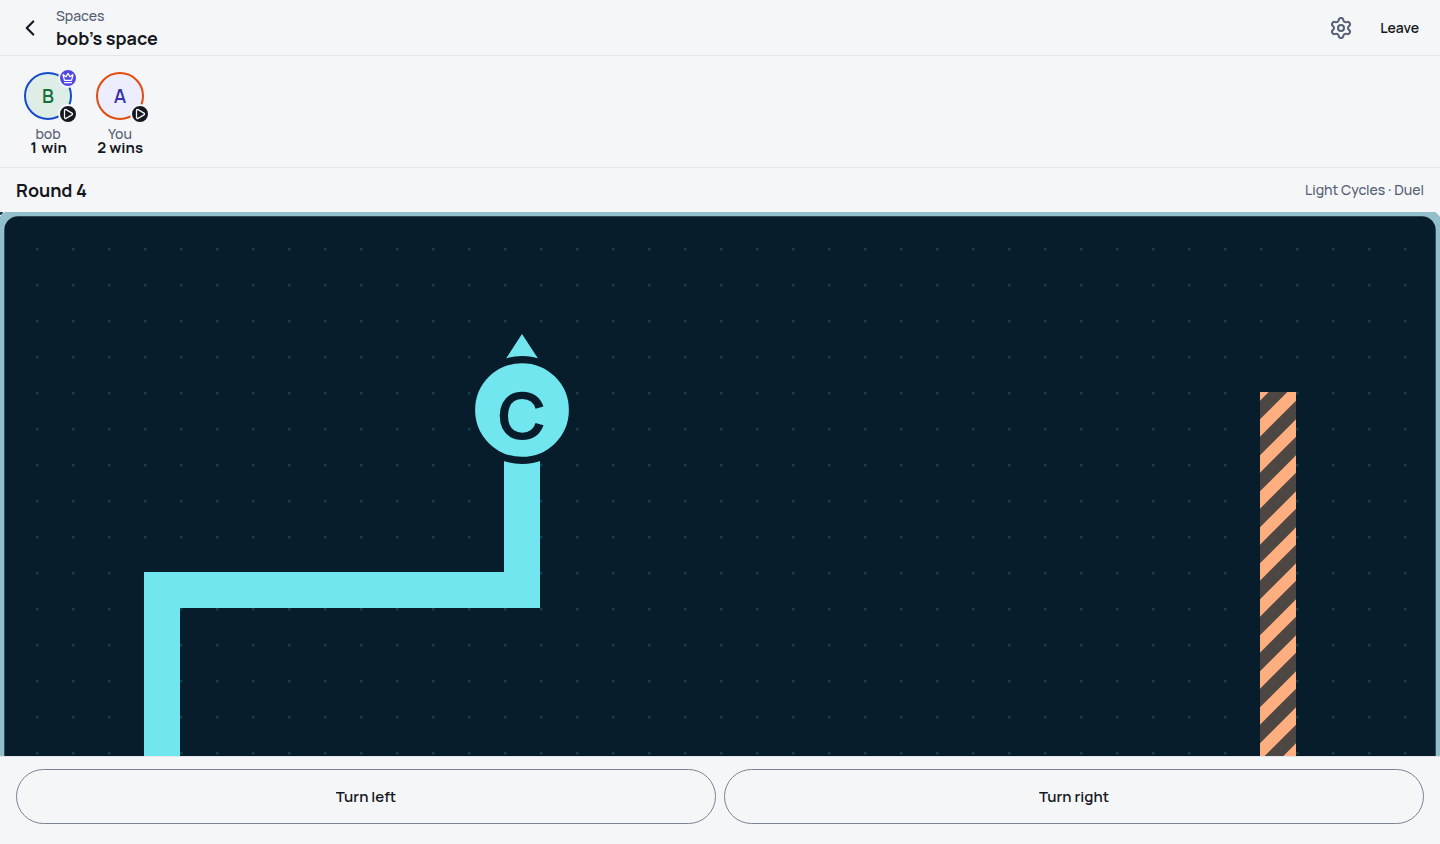 Spaces
bob's space
Leave
B
A
bob
You
1 win
2 wins
Round 4
Light Cycles · Duel
C
Turn left
Turn right